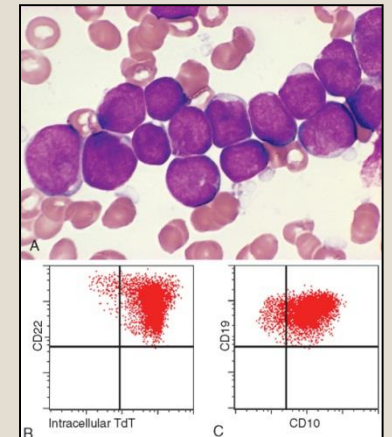 A
CD22
Intracellular TdT
B
CD19
CD10
C